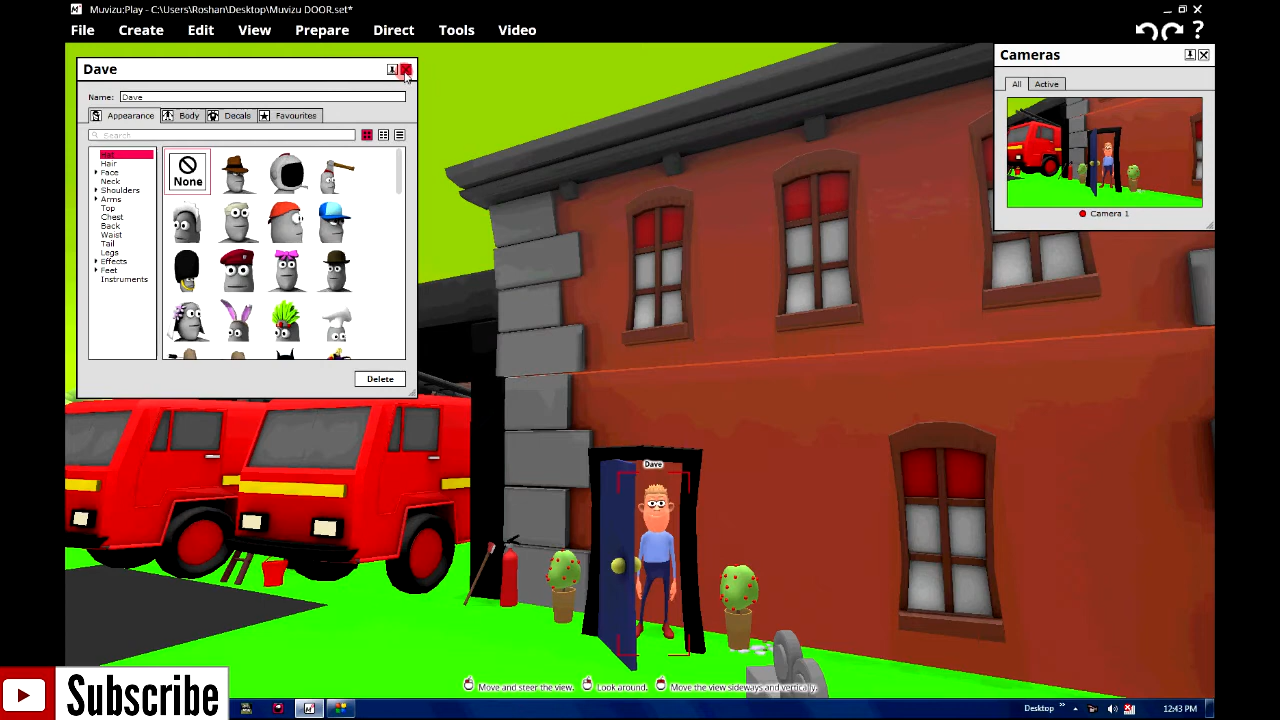 Muvizu:Play - C:\Users\Roshan\Desktop\Muvizu DOOR.set*
File Create Edit View Prepare Direct Tools Video ?
Dave
Name: Dave
Appearance Body Decals Favourites
Search
Hat
Hair
Face
Neck
Shoulders
Arms
Top
Chest
Back
Waist
Tail
Legs
Effects
Feet
Instruments
None
Delete
Cameras
All Active
Camera 1
Dave
Move and steer the view. Look around. Move the view sideways and vertically.
Subscribe
Desktop 12:43 PM